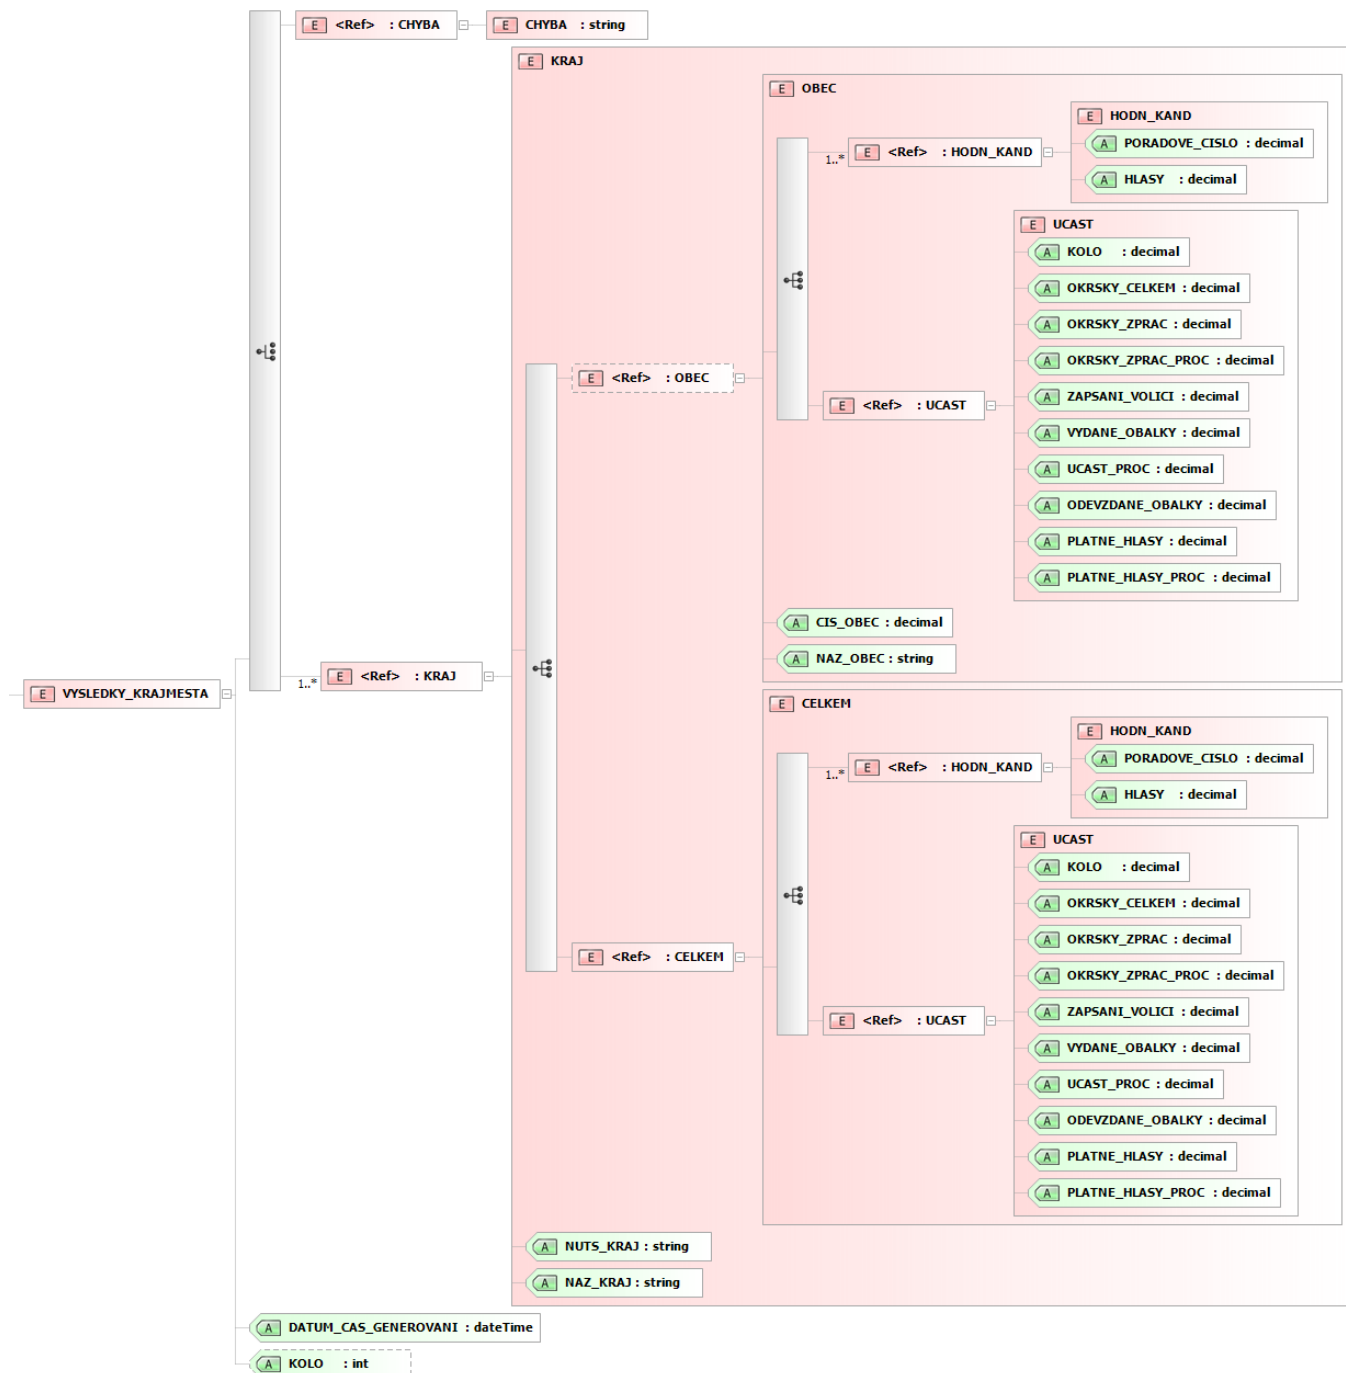 E <Ref> : CHYBA
E CHYBA : string
E KRAJ
E OBEC
E HODN_KAND
1..* E <Ref> : HODN_KAND
A PORADOVE_CISLO : decimal
A HLASY : decimal
E UCAST
A KOLO : decimal
A OKRSKY_CELKEM : decimal
A OKRSKY_ZPRAC : decimal
A OKRSKY_ZPRAC_PROC : decimal
E <Ref> : OBEC
A ZAPSANI_VOLICI : decimal
E <Ref> : UCAST
A VYDANE_OBALKY : decimal
A UCAST_PROC : decimal
A ODEVZDANE_OBALKY : decimal
A PLATNE_HLASY : decimal
A PLATNE_HLASY_PROC : decimal
A CIS_OBEC : decimal
A NAZ_OBEC : string
1..* E <Ref> : KRAJ
E VYSLEDKY_KRAJMESTA
E CELKEM
E HODN_KAND
1..* E <Ref> : HODN_KAND
A PORADOVE_CISLO : decimal
A HLASY : decimal
E UCAST
A KOLO : decimal
A OKRSKY_CELKEM : decimal
A OKRSKY_ZPRAC : decimal
E <Ref> : CELKEM
A OKRSKY_ZPRAC_PROC : decimal
A ZAPSANI_VOLICI : decimal
E <Ref> : UCAST
A VYDANE_OBALKY : decimal
A UCAST_PROC : decimal
A ODEVZDANE_OBALKY : decimal
A PLATNE_HLASY : decimal
A PLATNE_HLASY_PROC : decimal
A NUTS_KRAJ : string
A NAZ_KRAJ : string
A DATUM_CAS_GENEROVANI : dateTime
A KOLO : int